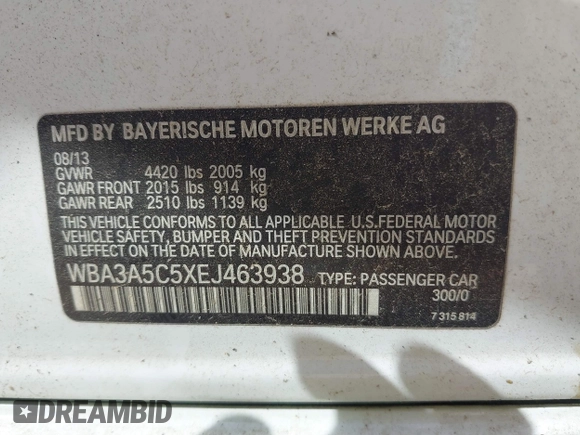 MFD BY BAYERISCHE MOTOREN WERKE AG
08/13
GVWR 4420 lbs 2005 kg
GAWR FRONT 2015 lbs 914 kg
GAWR REAR 2510 lbs 1139 kg
THIS VEHICLE CONFORMS TO ALL APPLICABLE U.S.FEDERAL MOTOR
VEHICLE SAFETY, BUMPER AND THEFT PREVENTION STANDARDS
IN EFFECT ON THE DATE OF MANUFACTURE SHOWN ABOVE.
WBA3A5C5XEJ463938 TYPE: PASSENGER CAR
300/0
7 315 814
DREAMBID